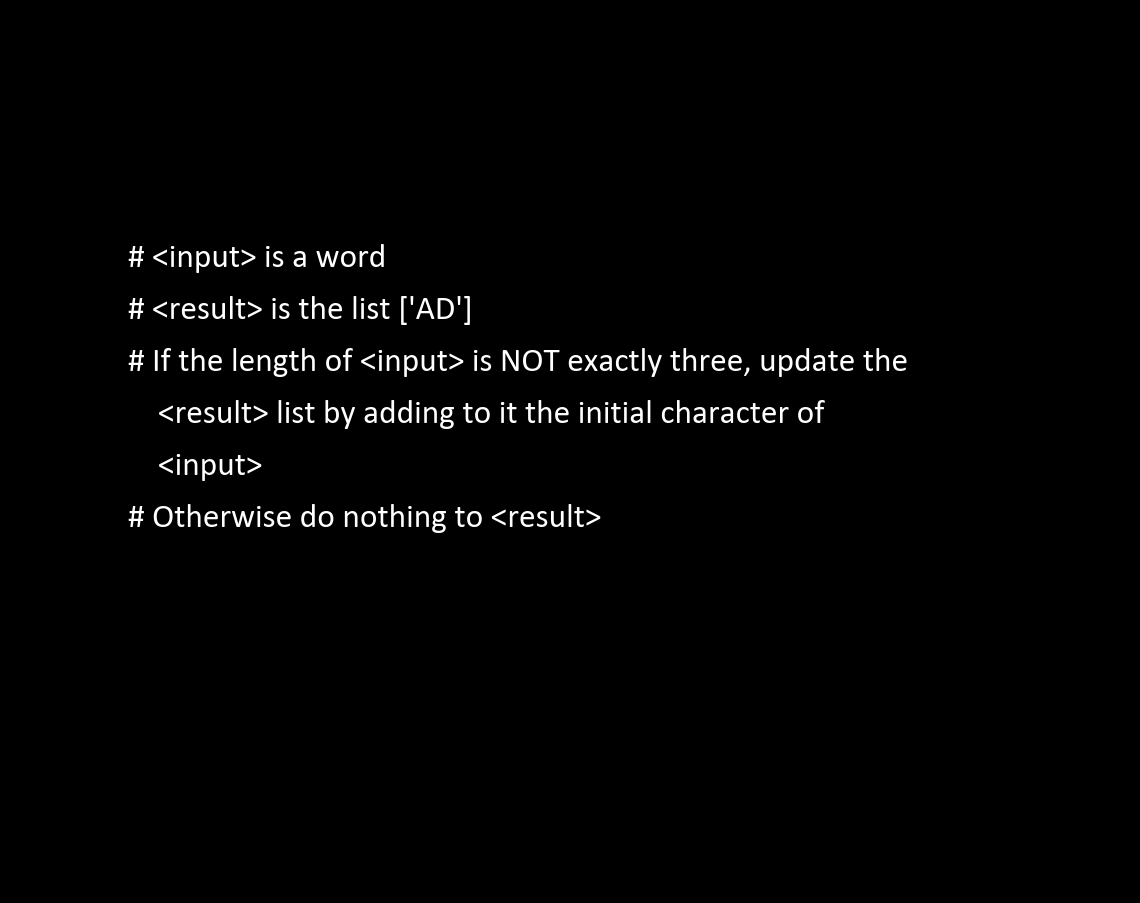 # <input> is a word
# <result> is the list ['AD']
# If the length of <input> is NOT exactly three, update the
<result> list by adding to it the initial character of
<input>
# Otherwise do nothing to <result>